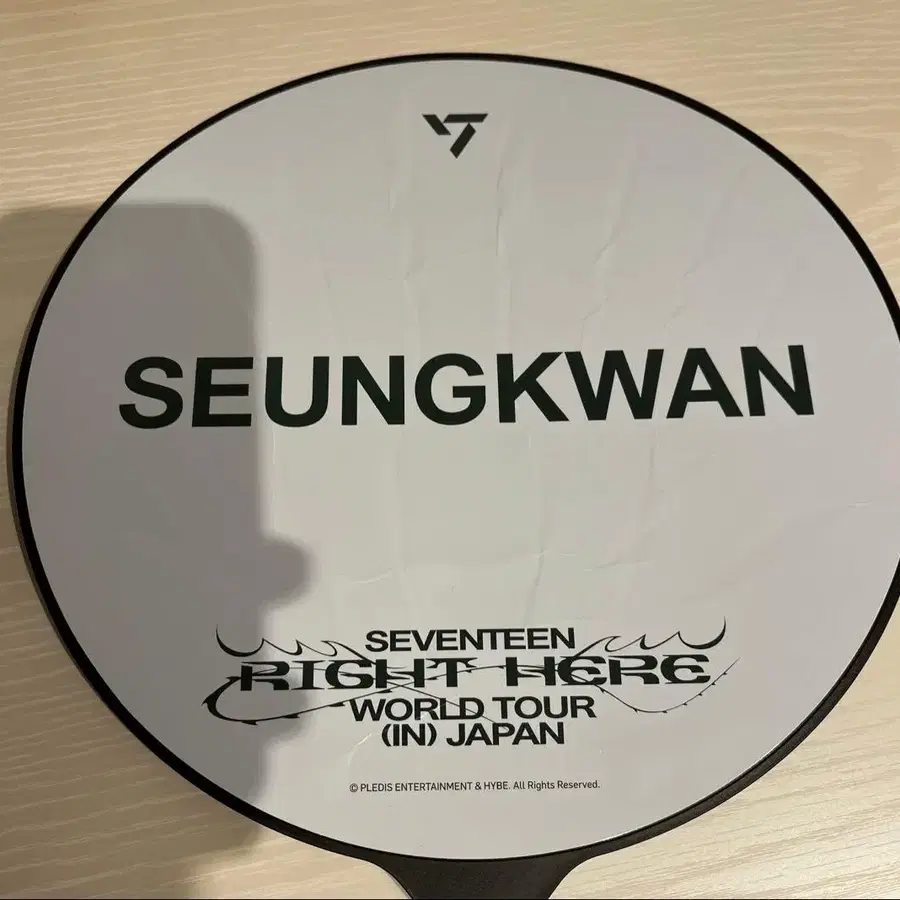 SEUNGKWAN
SEVENTEEN
RIGHT HERE
WORLD TOUR
(IN) JAPAN
© PLEDIS ENTERTAINMENT & HYBE. All Rights Reserved.